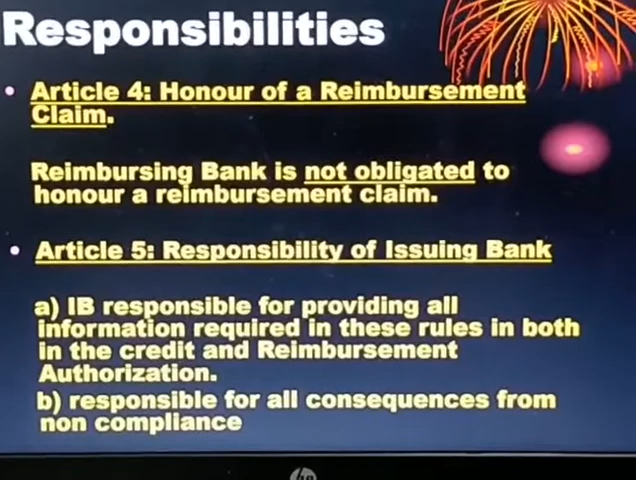 Responsibilities
• Article 4: Honour of a Reimbursement
Claim.
Reimbursing Bank is not obligated to
honour a reimbursement claim.
• Article 5: Responsibility of Issuing Bank
a) IB responsible for providing all
information required in these rules in both
in the credit and Reimbursement
Authorization.
b) responsible for all consequences from
non compliance
hp